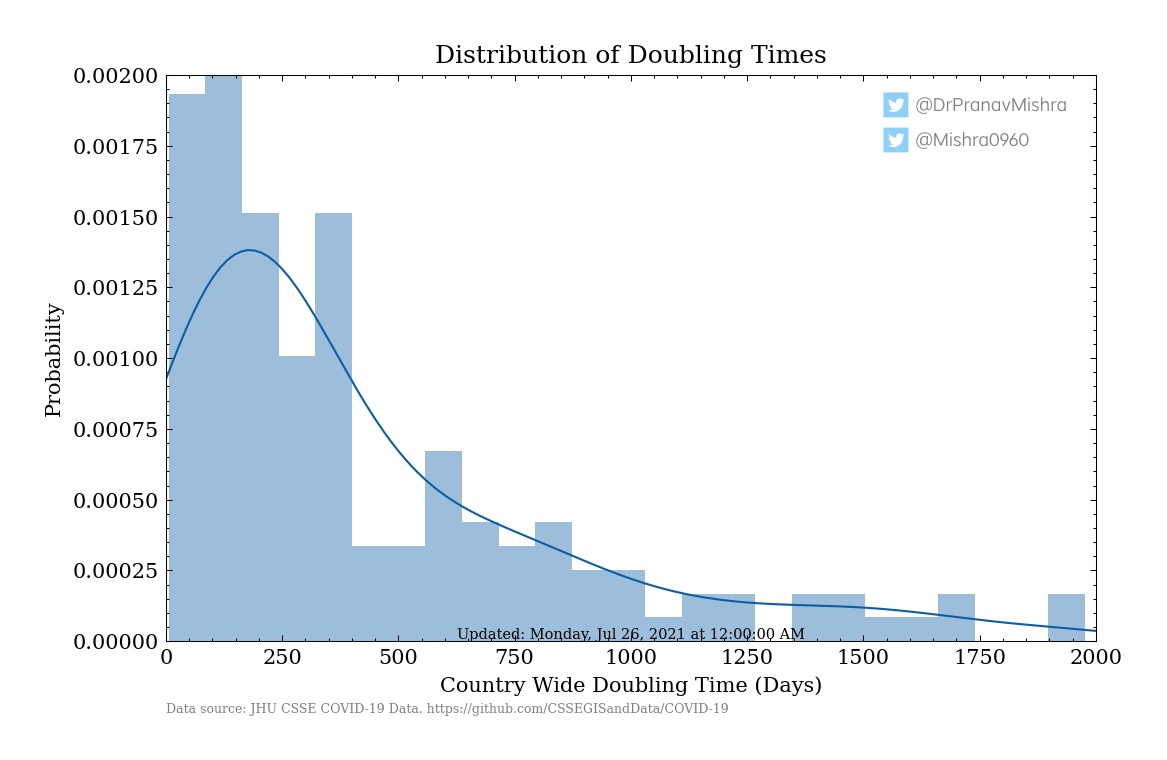 Distribution of Doubling Times
@DrPranavMishra
@Mishra0960
0.00200
0.00175
0.00150
0.00125
0.00100
0.00075
0.00050
0.00025
0.00000
Probability
Updated: Monday, Jul 26, 2021 at 12:00:00 AM
0 250 500 750 1000 1250 1500 1750 2000
Country Wide Doubling Time (Days)
Data source: JHU CSSE COVID-19 Data. https://github.com/CSSEGISandData/COVID-19